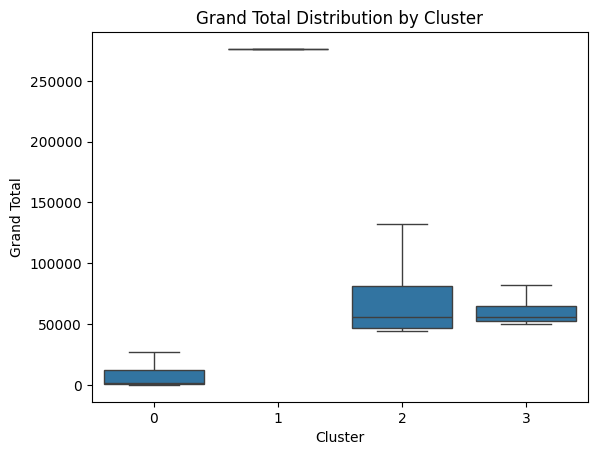 Grand Total Distribution by Cluster
250000
200000
150000
100000
50000
0
Grand Total
0 1 2 3
Cluster